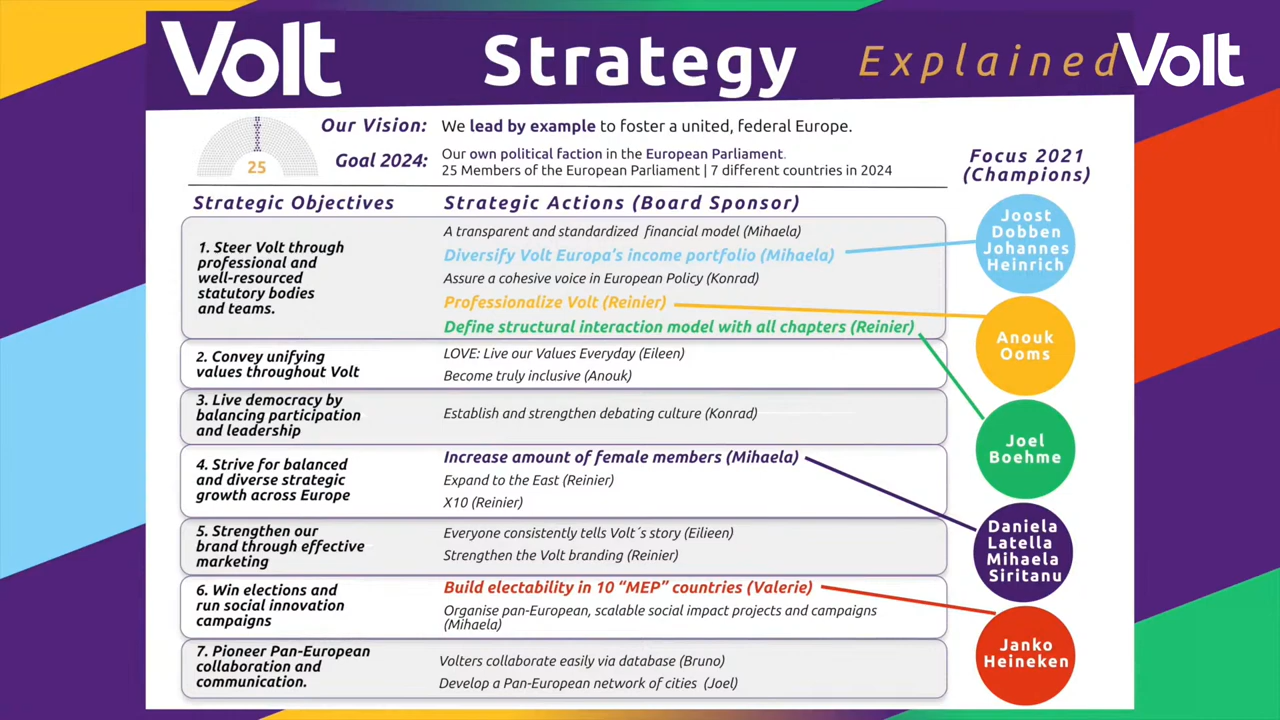 Volt Strategy Explained Volt
Our Vision: We lead by example to foster a united, federal Europe.
25
Goal 2024: Our own political faction in the European Parliament.
25 Members of the European Parliament | 7 different countries in 2024
Focus 2021
(Champions)
Strategic Objectives
Strategic Actions (Board Sponsor)
1. Steer Volt through
professional and
well-resourced
statutory bodies
and teams.
A transparent and standardized financial model (Mihaela)
Diversify Volt Europa's income portfolio (Mihaela)
Assure a cohesive voice in European Policy (Konrad)
Professionalize Volt (Reinier)
Define structural interaction model with all chapters (Reinier)
2. Convey unifying
values throughout Volt
LOVE: Live our Values Everyday (Eileen)
Become truly inclusive (Anouk)
3. Live democracy by
balancing participation
and leadership
Establish and strengthen debating culture (Konrad)
4. Strive for balanced
and diverse strategic
growth across Europe
Increase amount of female members (Mihaela)
Expand to the East (Reinier)
X10 (Reinier)
5. Strengthen our
brand through effective
marketing
Everyone consistently tells Volt´s story (Eilieen)
Strengthen the Volt branding (Reinier)
6. Win elections and
run social innovation
campaigns
Build electability in 10 “MEP” countries (Valerie)
Organise pan-European, scalable social impact projects and campaigns
(Mihaela)
7. Pioneer Pan-European
collaboration and
communication.
Volters collaborate easily via database (Bruno)
Develop a Pan-European network of cities (Joel)
Joost
Dobben
Johannes
Heinrich
Anouk
Ooms
Joel
Boehme
Daniela
Latella
Mihaela
Siritanu
Janko
Heineken